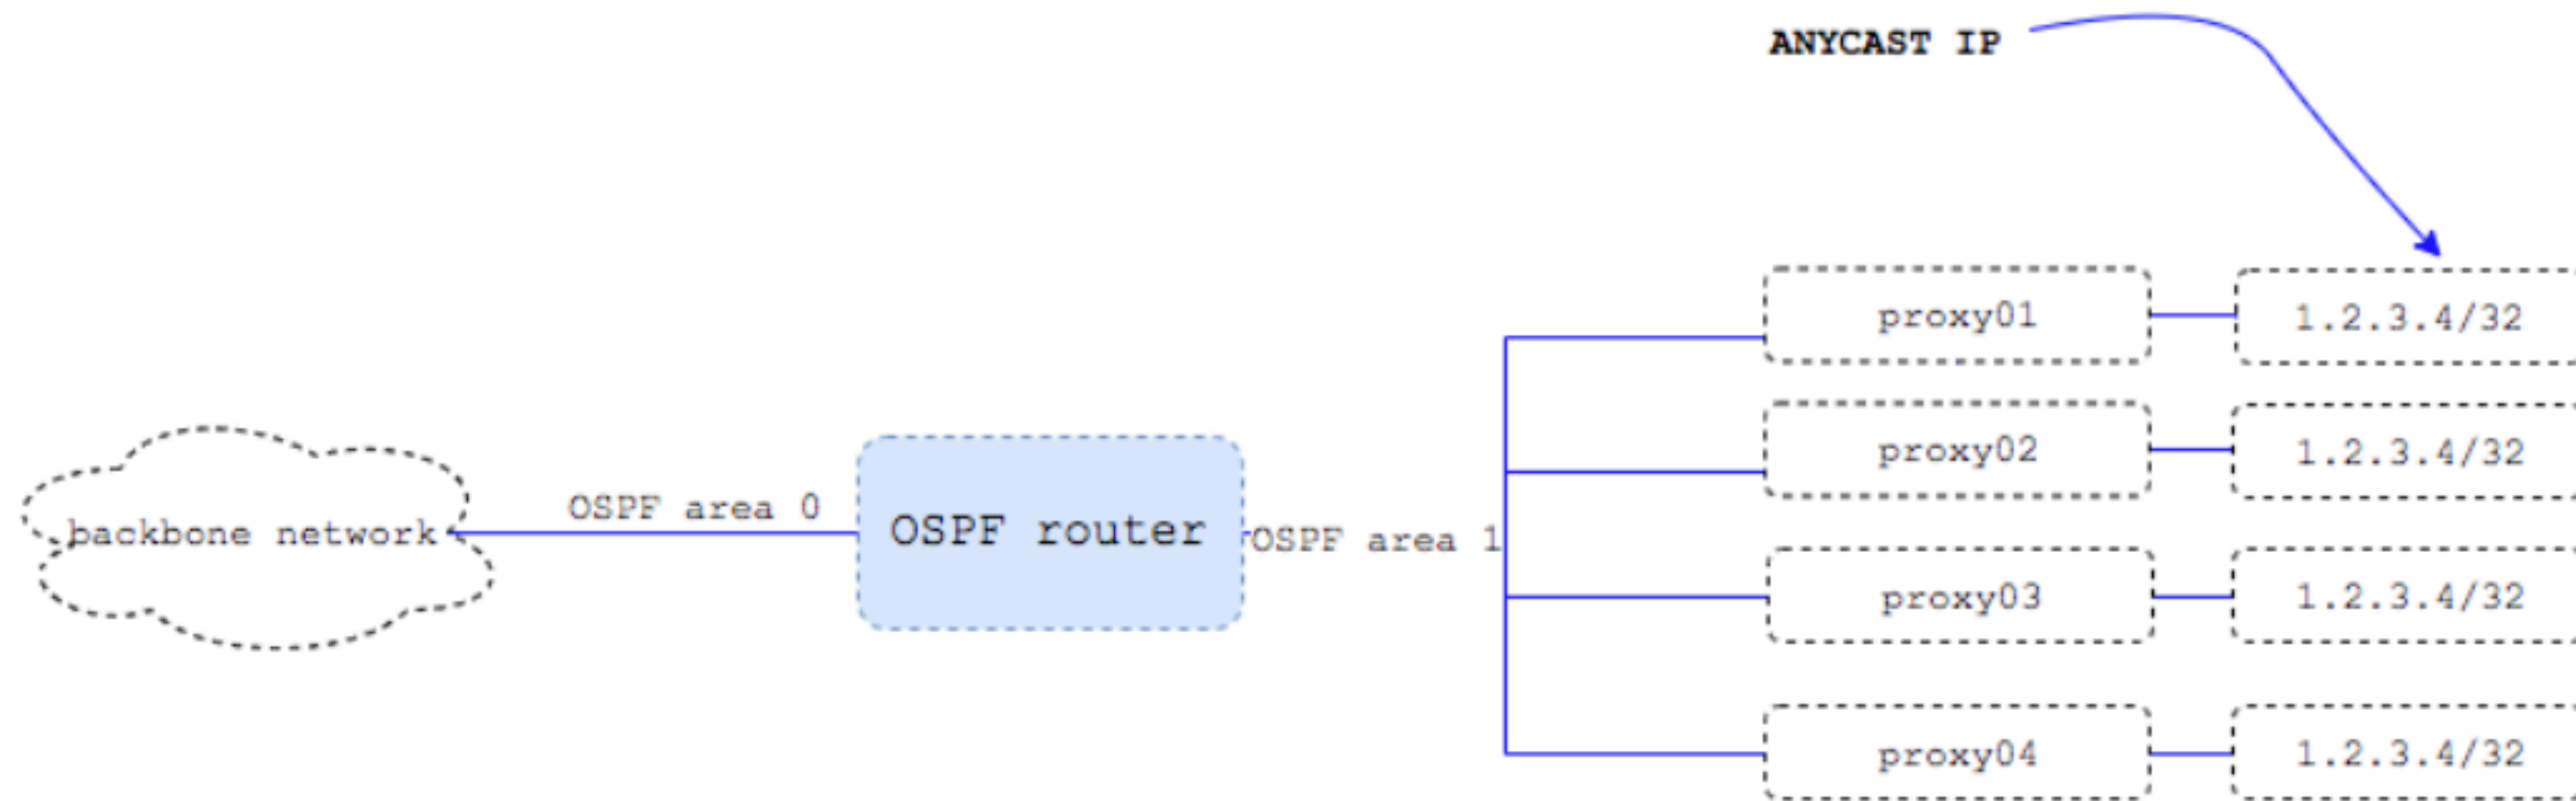 ANYCAST IP
proxy01
1.2.3.4/32
proxy02
1.2.3.4/32
OSPF area 0
backbone network
OSPF router
OSPF area 1
proxy03
1.2.3.4/32
proxy04
1.2.3.4/32